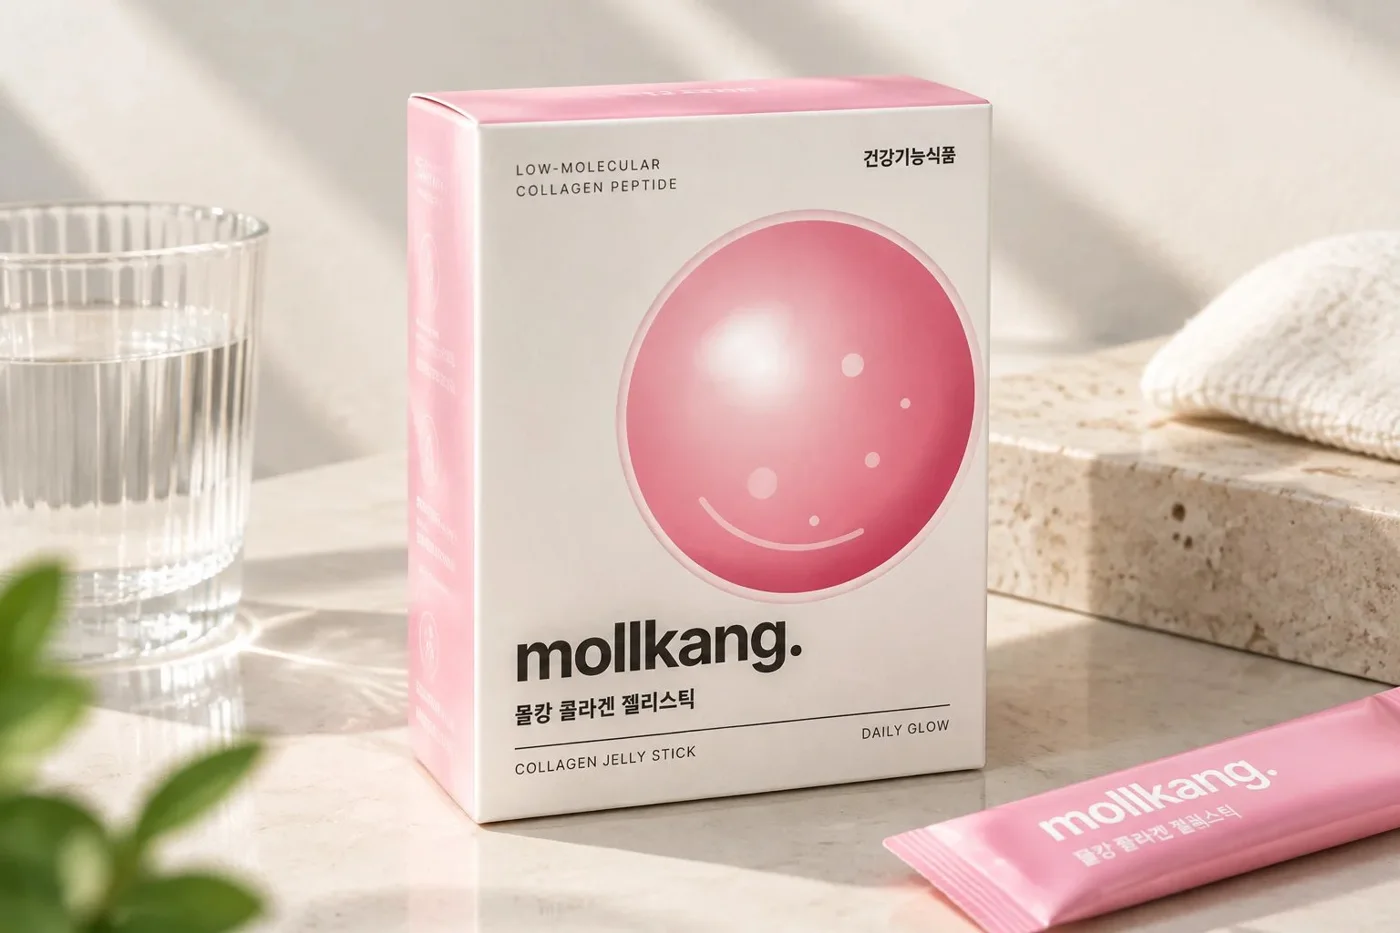 LOW-MOLECULAR
COLLAGEN PEPTIDE
건강기능식품
mollkang.
몰캉 콜라겐 젤리스틱
COLLAGEN JELLY STICK
DAILY GLOW
mollkang.
몰캉 콜라겐 젤리스틱